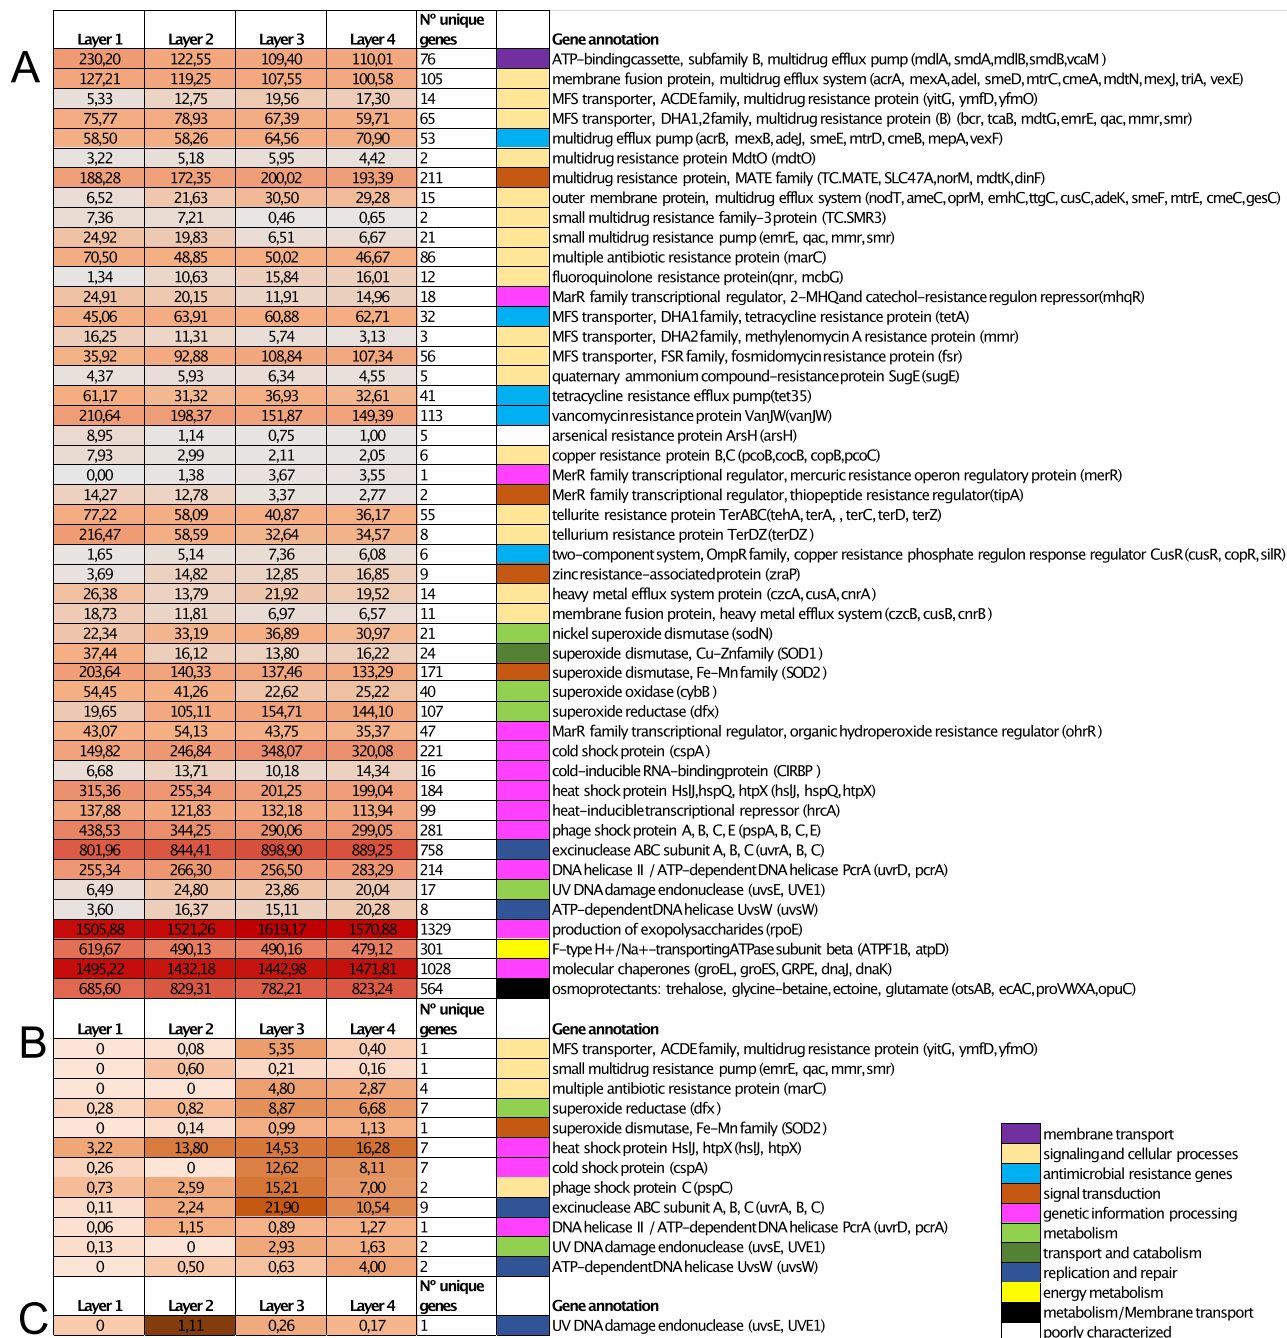 A
Layer 1 Layer 2 Layer 3 Layer 4 N° unique genes Gene annotation
230,20 122,55 109,40 110,01 76 ATP-bindingcassette, subfamily B, multidrug efflux pump (mdlA, smdA,mdlB,smdB,vcaM )
127,21 119,25 107,55 100,58 105 membrane fusion protein, multidrug efflux system (acrA, mexA,adeI, smeD,mtrC,cmeA,mdtN,mexJ, triA, vexE)
5,33 12,75 19,56 17,30 14 MFS transporter, ACDE family, multidrug resistance protein (yitG, ymfD,yfmO)
75,77 78,93 67,39 59,71 65 MFS transporter, DHA1,2family, multidrug resistance protein (B) (bcr, tcaB, mdtG,emrE, qac, mmr,smr)
58,50 58,26 64,56 70,90 53 multidrug efflux pump (acrB, mexB,adeJ, smeE, mtrD, cmeB, mepA,vexF)
3,22 5,18 5,95 4,42 2 multidrug resistance protein MdtO (mdtO)
188,28 172,35 200,02 193,39 211 multidrug resistance protein, MATE family (TC.MATE, SLC47A,norM, mdtK,dinF)
6,52 21,63 30,50 29,28 15 outer membrane protein, multidrug efflux system (nodT, ameC,oprM, emhC,ttgC, cusC,adeK, smeF, mtrE, cmeC,gesC)
7,36 7,21 0,46 0,65 2 small multidrug resistance family-3 protein (TC.SMR3)
24,92 19,83 6,51 6,67 21 small multidrug resistance pump (emrE, qac, mmr,smr)
70,50 48,85 50,02 46,67 86 multiple antibiotic resistance protein (marC)
1,34 10,63 15,84 16,01 12 fluoroquinolone resistance protein(qnr, mcbG)
24,91 20,15 11,91 14,96 18 MarR family transcriptional regulator, 2-MHQand catechol-resistance regulon repressor(mhqR)
45,06 63,91 60,88 62,71 32 MFS transporter, DHA1 family, tetracycline resistance protein (tetA)
16,25 11,31 5,74 3,13 3 MFS transporter, DHA2 family, methylenomycin A resistance protein (mmr)
35,92 92,88 108,84 107,34 56 MFS transporter, FSR family, fosmidomycin resistance protein (fsr)
4,37 5,93 6,34 4,55 5 quaternary ammonium compound-resistance protein SugE (sugE)
61,17 31,32 36,93 32,61 41 tetracycline resistance efflux pump(tet35)
210,64 198,37 151,87 149,39 113 vancomycin resistance protein VanJW(vanJW)
8,95 1,14 0,75 1,00 5 arsenical resistance protein ArsH (arsH)
7,93 2,99 2,11 2,05 6 copper resistance protein B,C (pcoB,cocB, copB,pcoC)
0,00 1,38 3,67 3,55 1 MerR family transcriptional regulator, mercuric resistance operon regulatory protein (merR)
14,27 12,78 3,37 2,77 2 MerR family transcriptional regulator, thiopeptide resistance regulator(tipA)
77,22 58,09 40,87 36,17 55 tellurite resistance protein TerABC(tehA, terA, , terC, terD, terZ)
216,47 58,59 32,64 34,57 8 tellurium resistance protein TerDZ(terDZ )
1,65 5,14 7,36 6,08 6 two-component system, OmpR family, copper resistance phosphate regulon response regulator CusR (cusR, copR, silR)
3,69 14,82 12,85 16,85 9 zinc resistance-associated protein (zraP)
26,38 13,79 21,92 19,52 14 heavy metal efflux system protein (czcA, cusA, cnrA )
18,73 11,81 6,97 6,57 11 membrane fusion protein, heavy metal efflux system (czcB, cusB, cnrB)
22,34 33,19 36,89 30,97 21 nickel superoxide dismutase (sodN)
37,44 16,12 13,80 16,22 24 superoxide dismutase, Cu-Znfamily (SOD1 )
203,64 140,33 137,46 133,29 171 superoxide dismutase, Fe-Mn family (SOD2 )
54,45 41,26 22,62 25,22 40 superoxide oxidase (cybB )
19,65 105,11 154,71 144,10 107 superoxide reductase (dfx)
43,07 54,13 43,75 35,37 47 MarR family transcriptional regulator, organic hydroperoxide resistance regulator (ohrR )
149,82 246,84 348,07 320,08 221 cold shock protein (cspA )
6,68 13,71 10,18 14,34 16 cold-inducible RNA-bindingprotein (CIRBP )
315,36 255,34 201,25 199,04 184 heat shock protein HslJ,hspQ, htpX (hslJ, hspQ, htpX)
137,88 121,83 132,18 113,94 99 heat-inducible transcriptional repressor (hrcA)
438,53 344,25 290,06 299,05 281 phage shock protein A, B, C, E (pspA, B, C, E)
801,96 844,41 898,90 889,25 758 excinuclease ABC subunit A, B, C (uvrA, B, C)
255,34 266,30 256,50 283,29 214 DNA helicase II / ATP-dependent DNA helicase PcrA (uvrD, pcrA)
6,49 24,80 23,86 20,04 17 UV DNA damage endonuclease (uvsE, UVE1)
3,60 16,37 15,11 20,28 8 ATP-dependent DNA helicase UvsW (uvsW)
1505,88 1521,26 1619,17 1570,88 1329 production of exopolysaccharides (rpoE)
619,67 490,13 490,16 479,12 301 F-type H+/Na+-transporting ATPase subunit beta (ATPF1B, atpD)
1495,22 1432,18 1442,98 1471,81 1028 molecular chaperones (groEL, groES, GRPE, dnaJ, dnaK)
685,60 829,31 782,21 823,24 564 osmoprotectants: trehalose, glycine-betaine, ectoine, glutamate (otsAB, ecAC, proVWXA,opuC)
B
Layer 1 Layer 2 Layer 3 Layer 4 N° unique genes Gene annotation
0 0,08 5,35 0,40 1 MFS transporter, ACDE family, multidrug resistance protein (yitG, ymfD,yfmO)
0 0,60 0,21 0,16 1 small multidrug resistance pump (emrE, qac, mmr,smr)
0 0 4,80 2,87 4 multiple antibiotic resistance protein (marC)
0,28 0,82 8,87 6,68 7 superoxide reductase (dfx)
0 0,14 0,99 1,13 1 superoxide dismutase, Fe-Mn family (SOD2 )
3,22 13,80 14,53 16,28 7 heat shock protein HslJ, htpX (hslJ, htpX)
0,26 0 12,62 8,11 7 cold shock protein (cspA)
0,73 2,59 15,21 7,00 2 phage shock protein C (pspC)
0,11 2,24 21,90 10,54 9 excinuclease ABC subunit A, B, C (uvrA, B, C)
0,06 1,15 0,89 1,27 1 DNA helicase II / ATP-dependent DNA helicase PcrA (uvrD, pcrA)
0,13 0 2,93 1,63 2 UV DNA damage endonuclease (uvsE, UVE1)
0 0,50 0,63 4,00 2 ATP-dependent DNA helicase UvsW (uvsW)
C
Layer 1 Layer 2 Layer 3 Layer 4 N° unique genes Gene annotation
0 1,11 0,26 0,17 1 UV DNA damage endonuclease (uvsE, UVE1)
membrane transport
signaling and cellular processes
antimicrobial resistance genes
signal transduction
genetic information processing
metabolism
transport and catabolism
replication and repair
energy metabolism
metabolism/Membrane transport
poorly characterized